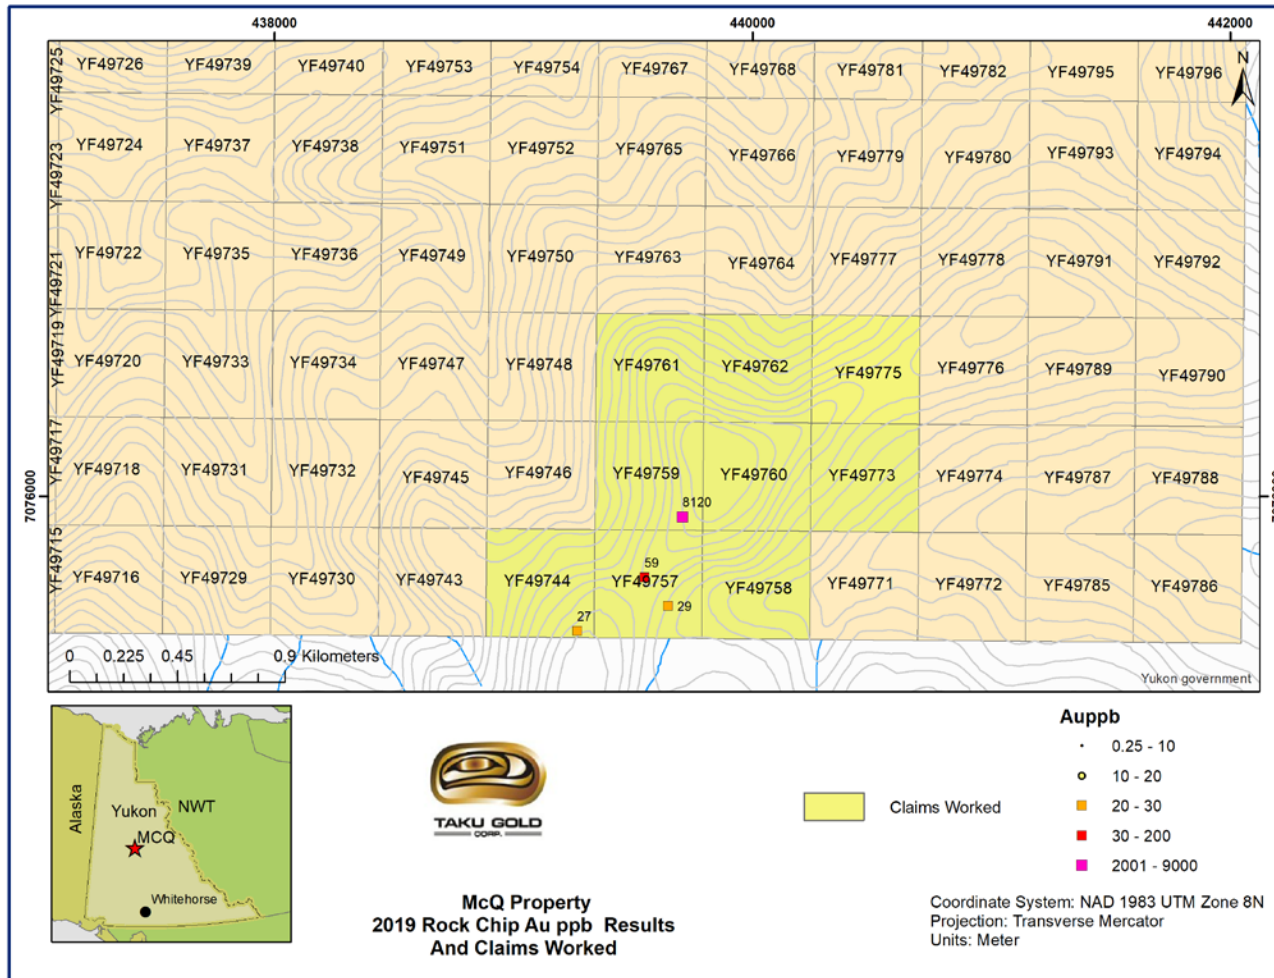 438000 440000 442000
N
YF49725 YF49726 YF49739 YF49740 YF49753 YF49754 YF49767 YF49768 YF49781 YF49782 YF49795 YF49796
YF49723 YF49724 YF49737 YF49738 YF49751 YF49752 YF49765 YF49766 YF49779 YF49780 YF49793 YF49794
YF49721 YF49722 YF49735 YF49736 YF49749 YF49750 YF49763 YF49764 YF49777 YF49778 YF49791 YF49792
YF49719 YF49720 YF49733 YF49734 YF49747 YF49748 YF49761 YF49762 YF49775 YF49776 YF49789 YF49790
YF49717 YF49718 YF49731 YF49732 YF49745 YF49746 YF49759 YF49760 YF49773 YF49774 YF49787 YF49788
7076000
8120
59
YF49715 YF49716 YF49729 YF49730 YF49743 YF49744 YF49757 YF49758 YF49771 YF49772 YF49785 YF49786
27 29
0 0.225 0.45 0.9 Kilometers
Yukon government
Alaska
Yukon
NWT
MCQ
Whitehorse
TAKU GOLD
CORP.
McQ Property
2019 Rock Chip Au ppb Results
And Claims Worked
Claims Worked
Auppb
0.25 - 10
10 - 20
20 - 30
30 - 200
2001 - 9000
Coordinate System: NAD 1983 UTM Zone 8N
Projection: Transverse Mercator
Units: Meter